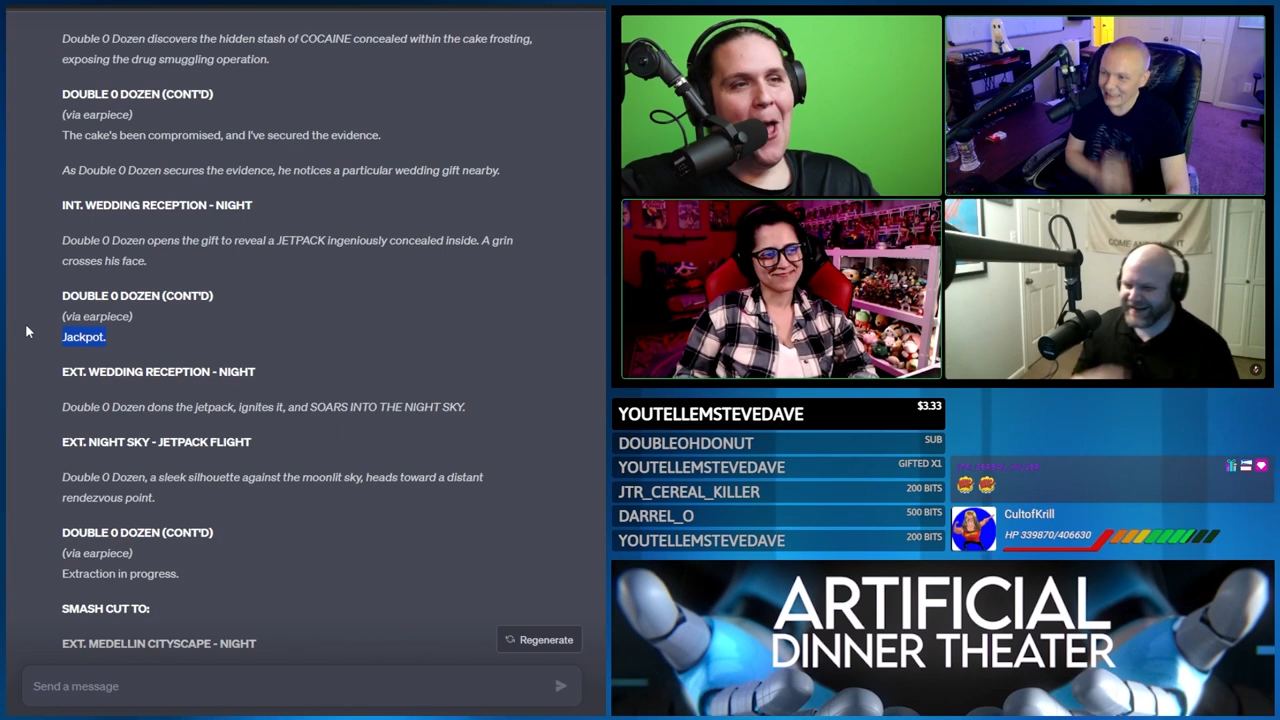 Double 0 Dozen discovers the hidden stash of COCAINE concealed within the cake frosting,
exposing the drug smuggling operation.
DOUBLE 0 DOZEN (CONT'D)
(via earpiece)
The cake's been compromised, and I've secured the evidence.
As Double 0 Dozen secures the evidence, he notices a particular wedding gift nearby.
INT. WEDDING RECEPTION - NIGHT
Double 0 Dozen opens the gift to reveal a JETPACK ingeniously concealed inside. A grin
crosses his face.
DOUBLE 0 DOZEN (CONT'D)
(via earpiece)
Jackpot.
EXT. WEDDING RECEPTION - NIGHT
Double 0 Dozen dons the jetpack, ignites it, and SOARS INTO THE NIGHT SKY.
EXT. NIGHT SKY - JETPACK FLIGHT
Double 0 Dozen, a sleek silhouette against the moonlit sky, heads toward a distant
rendezvous point.
DOUBLE 0 DOZEN (CONT'D)
(via earpiece)
Extraction in progress.
SMASH CUT TO:
EXT. MEDELLIN CITYSCAPE - NIGHT
Regenerate
Send a message
YOUTELLEMSTEVEDAVE $3.33
DOUBLEOHDONUT SUB
YOUTELLEMSTEVEDAVE GIFTED X1
JTR_CEREAL_KILLER 200 BITS
DARREL_O 500 BITS
YOUTELLEMSTEVEDAVE 200 BITS
CultofKrill
HP 339870/406630
ARTIFICIAL
DINNER THEATER